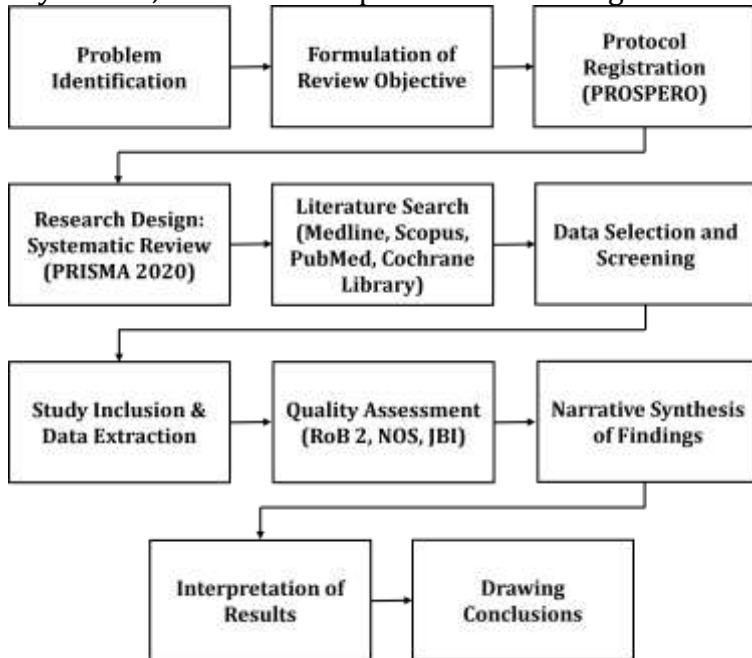 Problem
Identification
Formulation of
Review Objective
Protocol
Registration
(PROSPERO)
Research Design:
Systematic Review
(PRISMA 2020)
Literature Search
(Medline, Scopus,
PubMed, Cochrane
Library)
Data Selection and
Screening
Study Inclusion &
Data Extraction
Quality Assessment
(RoB 2, NOS, JBI)
Narrative Synthesis
of Findings
Interpretation of
Results
Drawing
Conclusions